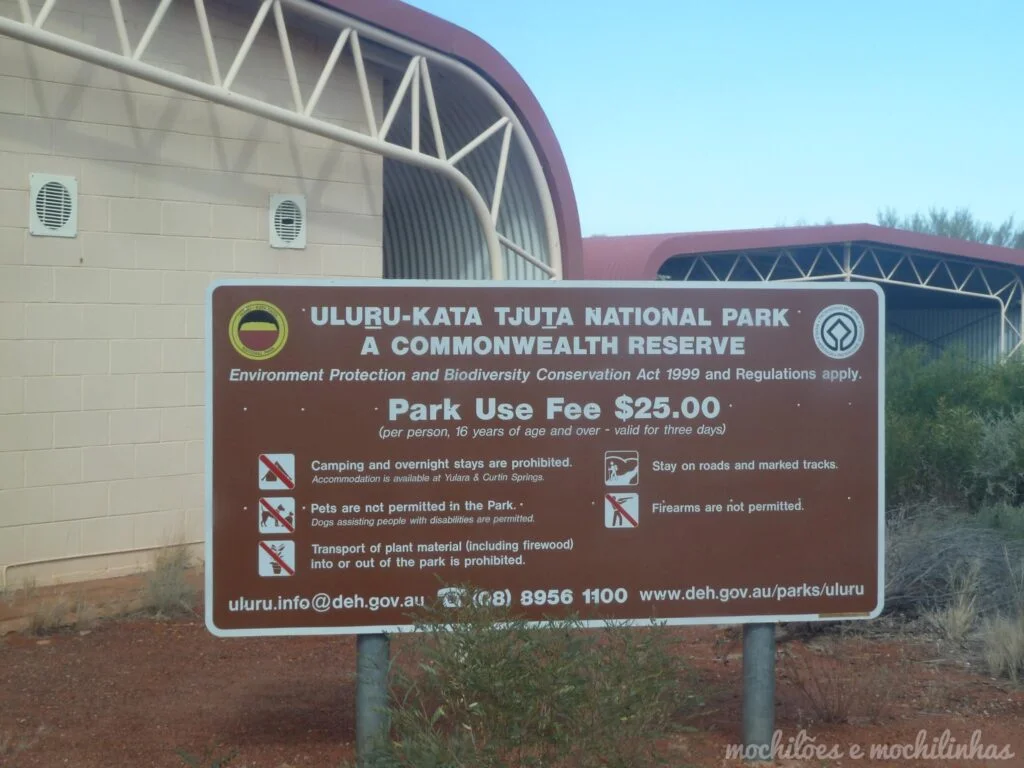 ULUṞU-KATA TJUṮA NATIONAL PARK
A COMMONWEALTH RESERVE
Environment Protection and Biodiversity Conservation Act 1999 and Regulations apply.
Park Use Fee $25.00
(per person, 16 years of age and over - valid for three days)
Camping and overnight stays are prohibited.
Accommodation is available at Yulara & Curtin Springs.
Pets are not permitted in the Park.
Dogs assisting people with disabilities are permitted.
Transport of plant material (including firewood)
into or out of the park is prohibited.
Stay on roads and marked tracks.
Firearms are not permitted.
uluru.info@deh.gov.au ☎ (08) 8956 1100 www.deh.gov.au/parks/uluru
mochilões e mochilinhas